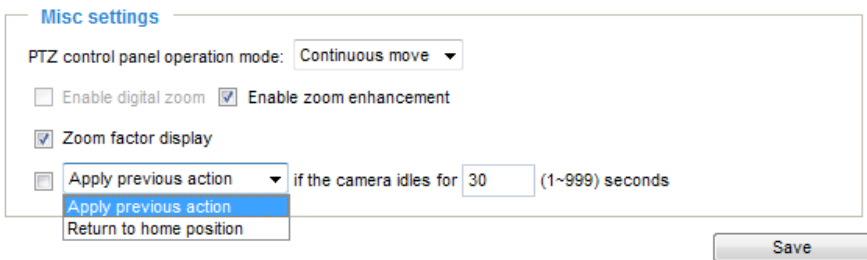 Misc settings
PTZ control panel operation mode: Continuous move
Enable digital zoom Enable zoom enhancement
Zoom factor display
Apply previous action if the camera idles for 30 (1~999) seconds
Apply previous action
Return to home position
Save